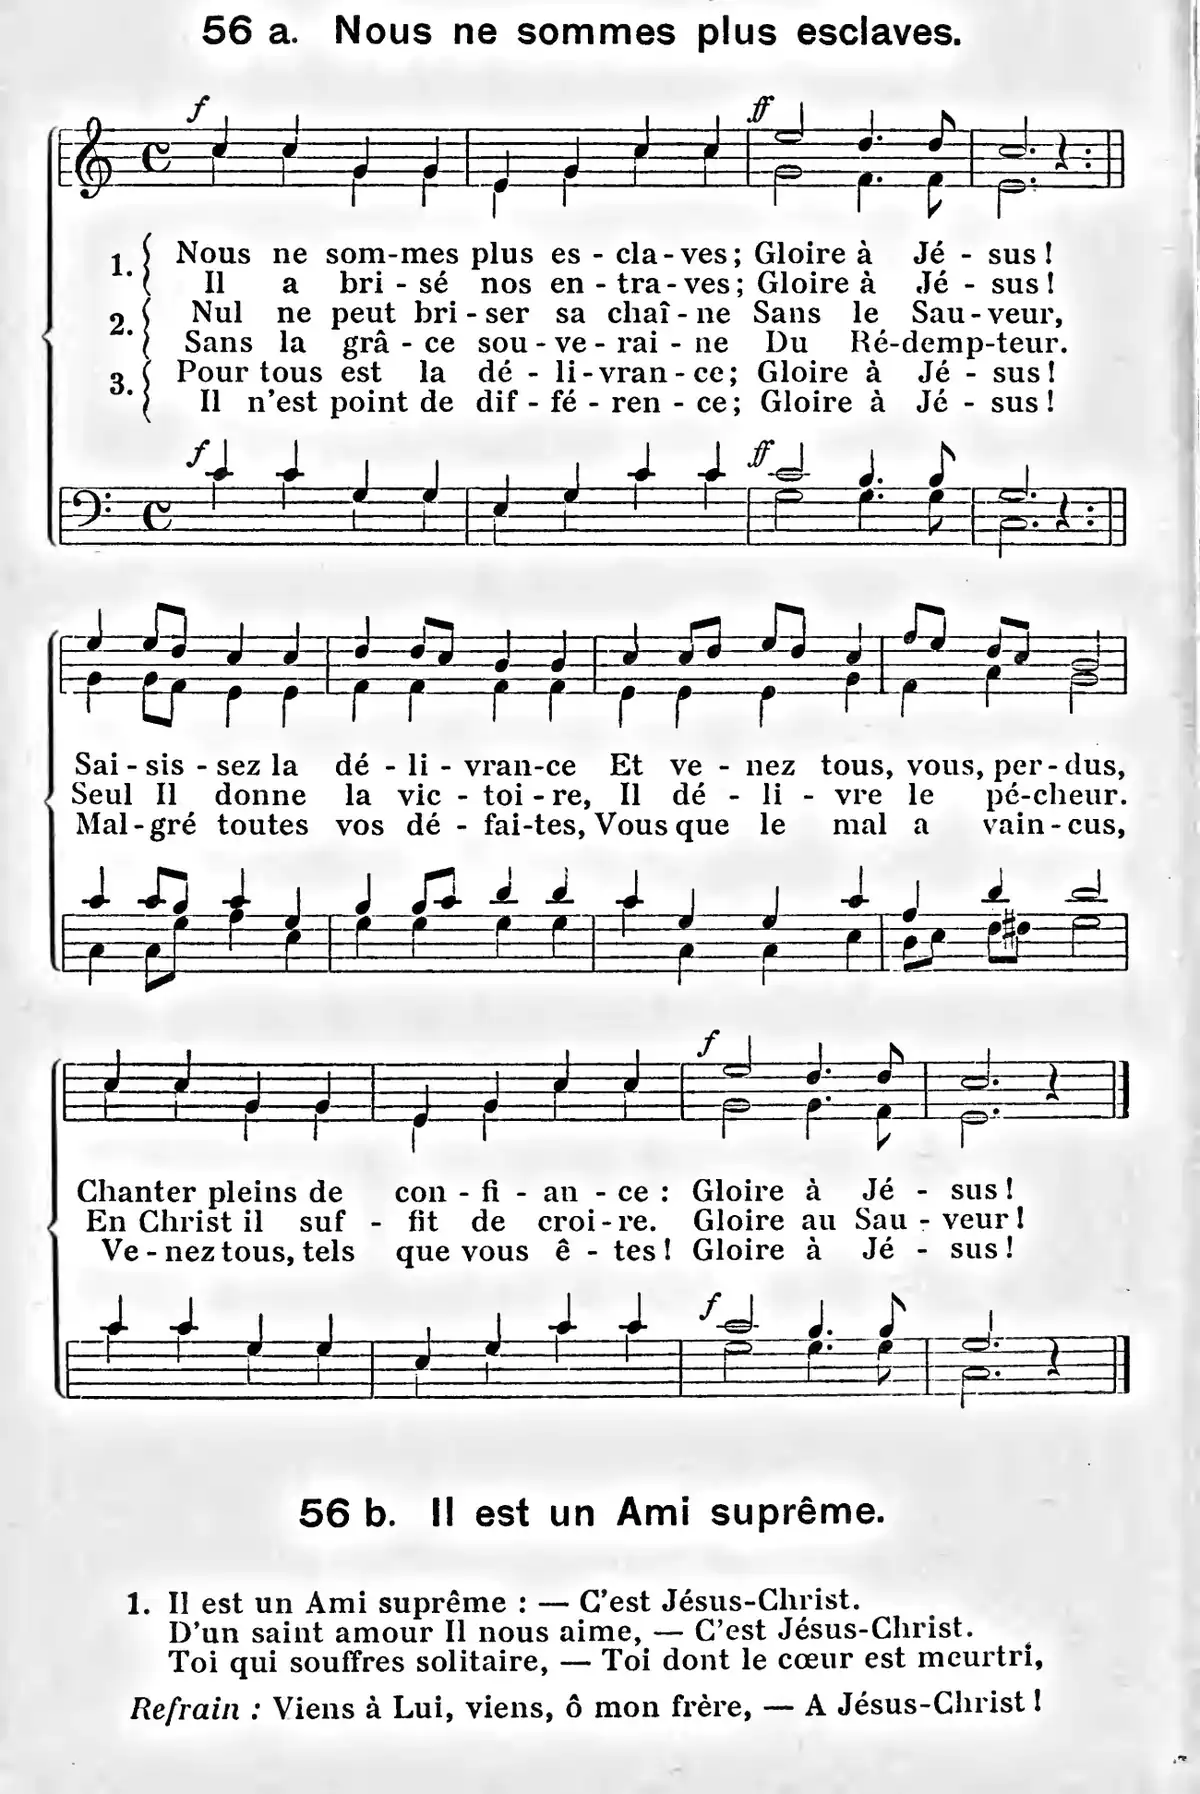 56 a. Nous ne sommes plus esclaves.
f ff
1. { Nous ne som-mes plus es - cla - ves; Gloire à Jé - sus !
Il a bri - sé nos en - tra - ves; Gloire à Jé - sus !
2. { Nul ne peut bri - ser sa chaî - ne Sans le Sau - veur,
Sans la grâ - ce sou - ve - rai - ne Du Ré-demp-teur.
3. { Pour tous est la dé - li - vran - ce; Gloire à Jé - sus !
Il n'est point de dif - fé - ren - ce; Gloire à Jé - sus !
f ff
Sai - sis - sez la dé - li - vran-ce Et ve - nez tous, vous, per - dus,
Seul Il donne la vic - toi - re, Il dé - li - vre le pé-cheur.
Mal - gré toutes vos dé - fai-tes, Vous que le mal a vain - cus,
f
Chanter pleins de con - fi - an - ce : Gloire à Jé - sus !
En Christ il suf - fit de croi - re. Gloire au Sau - veur !
Ve - nez tous, tels que vous ê - tes ! Gloire à Jé - sus !
f
56 b. Il est un Ami suprême.
1. Il est un Ami suprême : — C'est Jésus-Christ.
D'un saint amour Il nous aime, — C'est Jésus-Christ.
Toi qui souffres solitaire, — Toi dont le cœur est meurtri,
Refrain : Viens à Lui, viens, ô mon frère, — A Jésus-Christ !